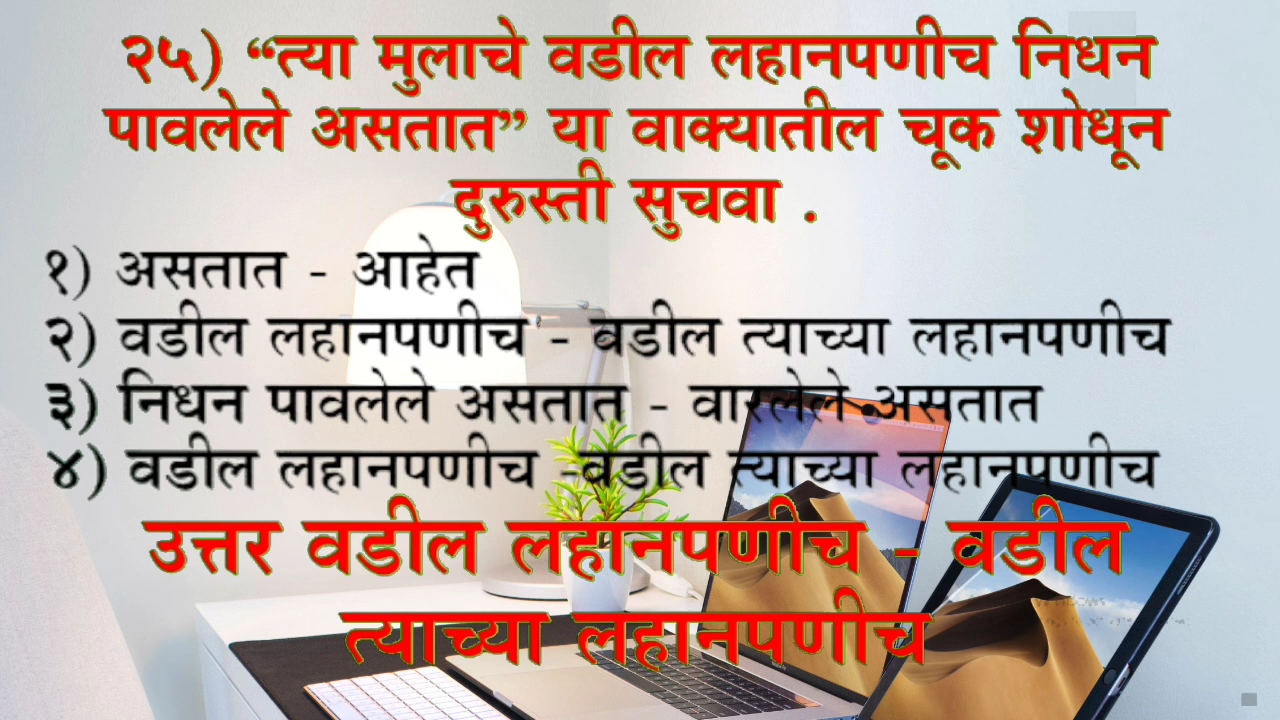 २५) “त्या मुलाचे वडील लहानपणीच निधन
पावलेले असतात” या वाक्यातील चूक शोधून
दुरुस्ती सुचवा .
१) असतात - आहेत
२) वडील लहानपणीच - वडील त्याच्या लहानपणीच
३) निधन पावलेले असतात - वारलेले असतात
४) वडील लहानपणीच -वडील त्याच्या लहानपणीच
उत्तर वडील लहानपणीच - वडील
त्याच्या लहानपणीच